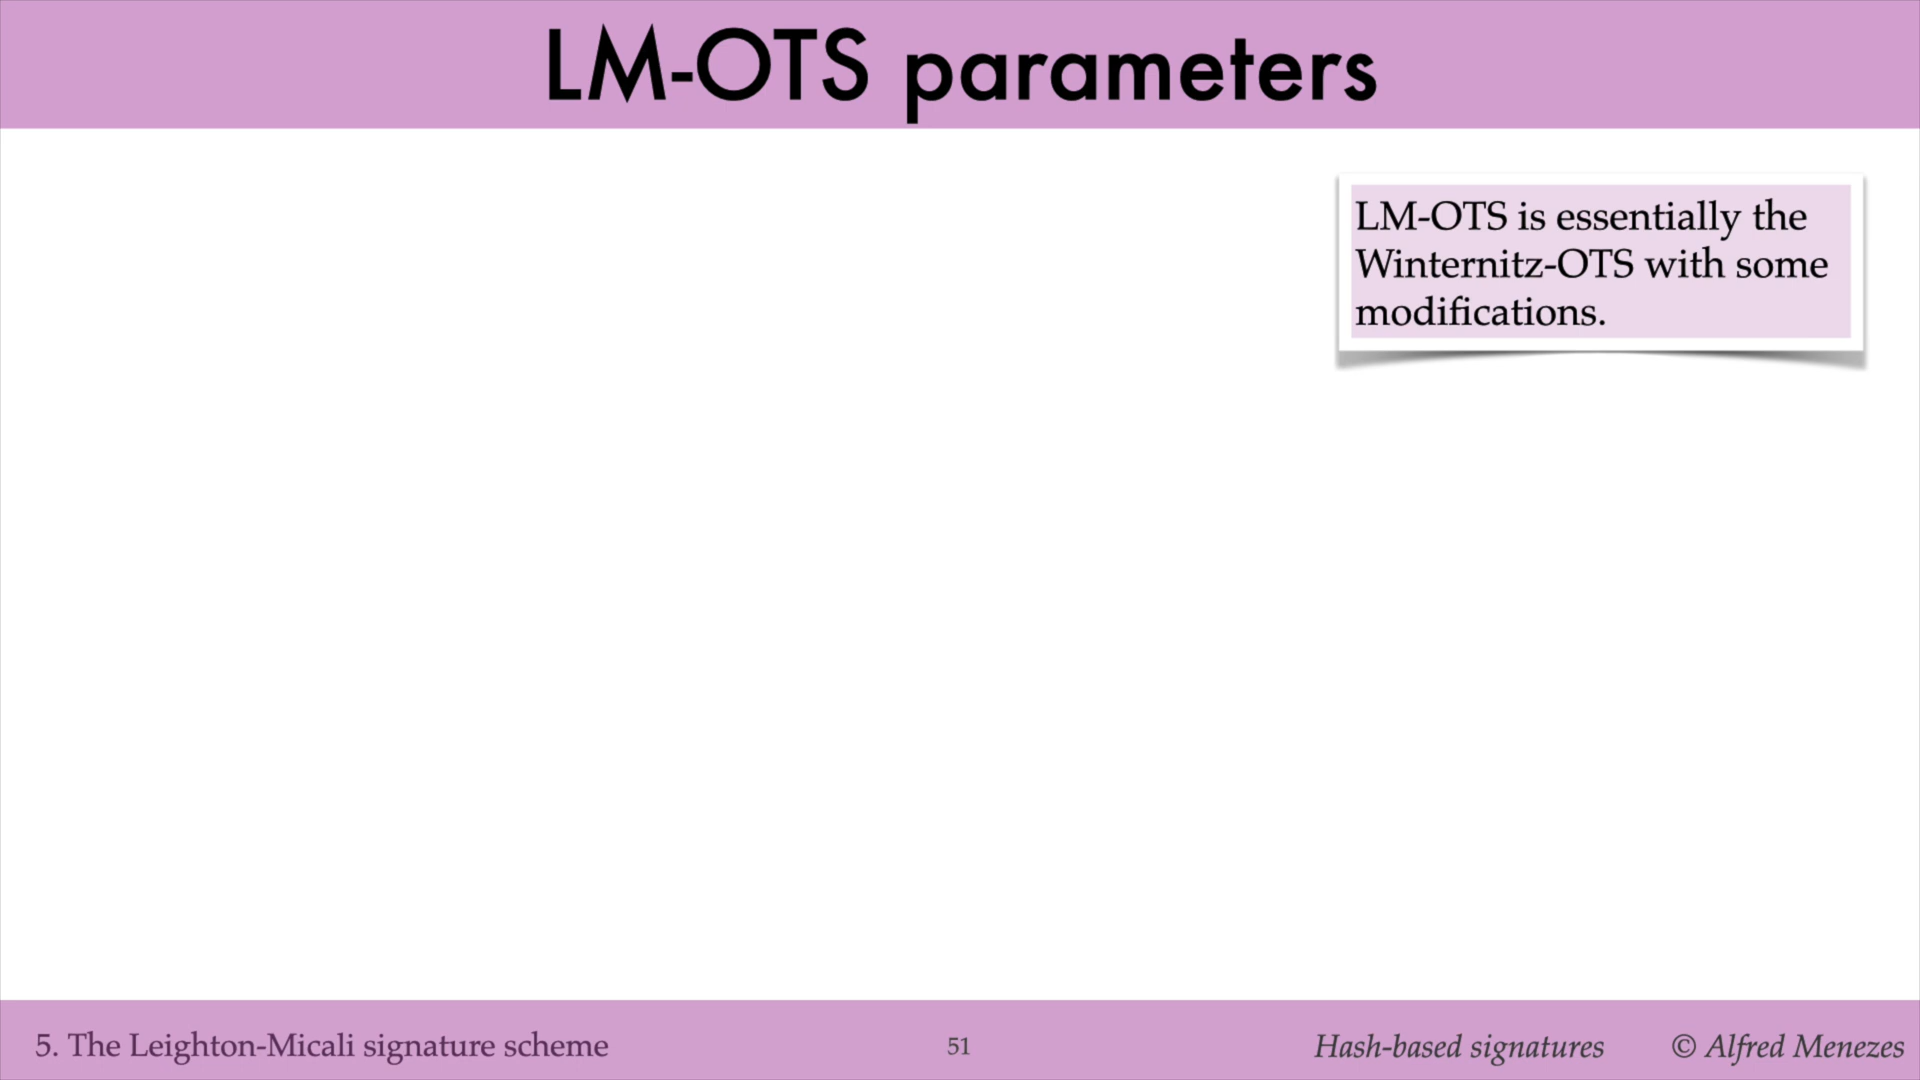 LM-OTS parameters
LM-OTS is essentially the
Winternitz-OTS with some
modifications.
5. The Leighton-Micali signature scheme
51
Hash-based signatures
© Alfred Menezes